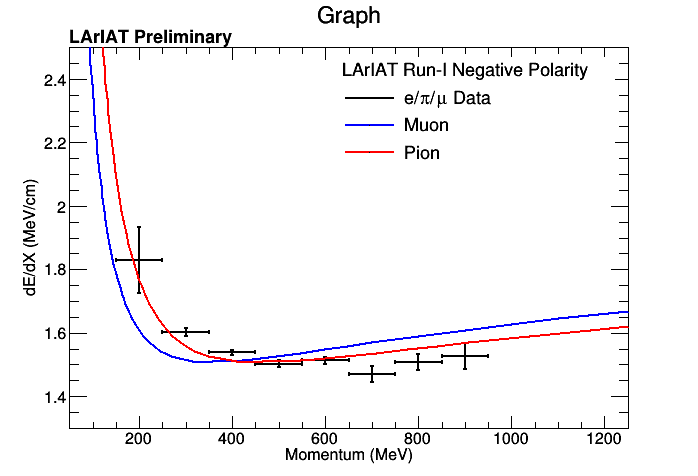 Graph
LArIAT Preliminary
LArIAT Run-I Negative Polarity
e/π/μ Data
Muon
Pion
dE/dX (MeV/cm)
2.4
2.2
2
1.8
1.6
1.4
200 400 600 800 1000 1200
Momentum (MeV)